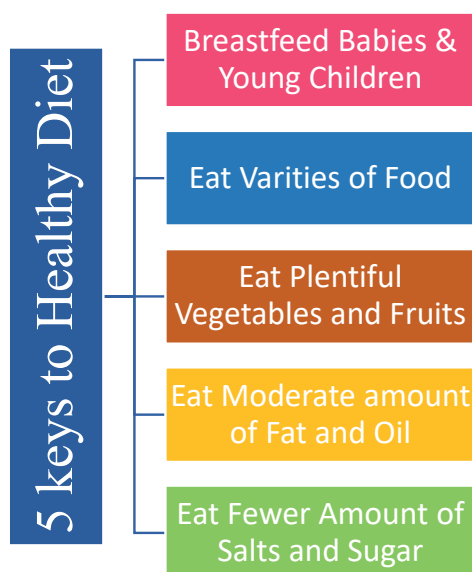 5 keys to Healthy Diet
Breastfeed Babies &
Young Children
Eat Varities of Food
Eat Plentiful
Vegetables and Fruits
Eat Moderate amount
of Fat and Oil
Eat Fewer Amount of
Salts and Sugar